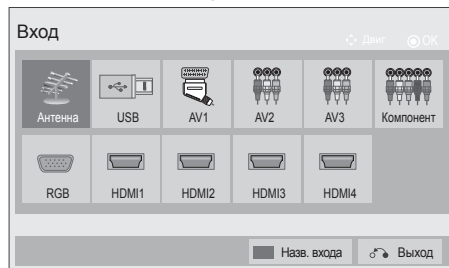 Вход
Двиг OK
Антенна USB AV1 AV2 AV3 Компонент
RGB HDMI1 HDMI2 HDMI3 HDMI4
Назв. входа Выход